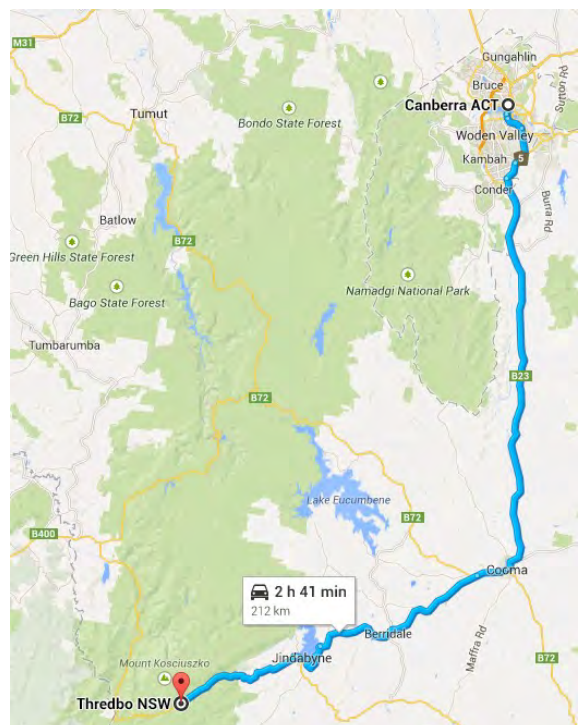 M31
Gungahlin
Sutton Rd
Bruce
B72
Tumut
Canberra ACT
Bondo State Forest
Woden Valley
Kambah
5
Conder
Burra Rd
Batlow
B72
Green Hills State Forest
Namadgi National Park
Bago State Forest
Tumbarumba
B23
B72
Lake Eucumbene
B72
B400
Cooma
2 h 41 min
212 km
Berridale
Maffra Rd
Jindabyne
B72
Mount Kosciuszko
Thredbo NSW